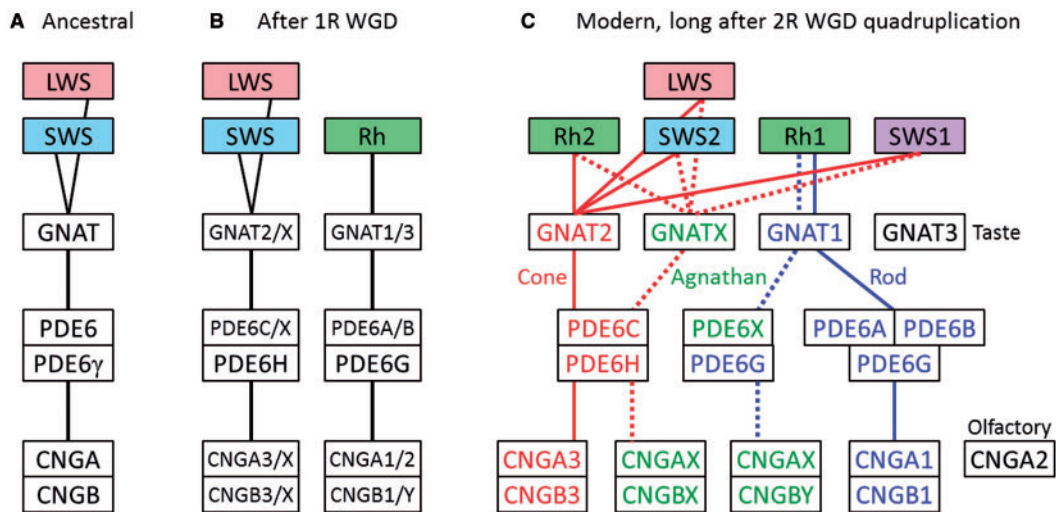 A Ancestral
B After 1R WGD
C Modern, long after 2R WGD quadruplication
LWS
LWS
LWS
SWS
SWS
Rh
Rh2
SWS2
Rh1
SWS1
GNAT
GNAT2/X
GNAT1/3
GNAT2
GNATX
GNAT1
GNAT3
Taste
Cone
Agnathan
Rod
PDE6
PDE6C/X
PDE6A/B
PDE6C
PDE6X
PDE6A
PDE6B
PDE6γ
PDE6H
PDE6G
PDE6H
PDE6G
PDE6G
Olfactory
CNGA
CNGA3/X
CNGA1/2
CNGA3
CNGAX
CNGAX
CNGA1
CNGA2
CNGB
CNGB3/X
CNGB1/Y
CNGB3
CNGBX
CNGBY
CNGB1